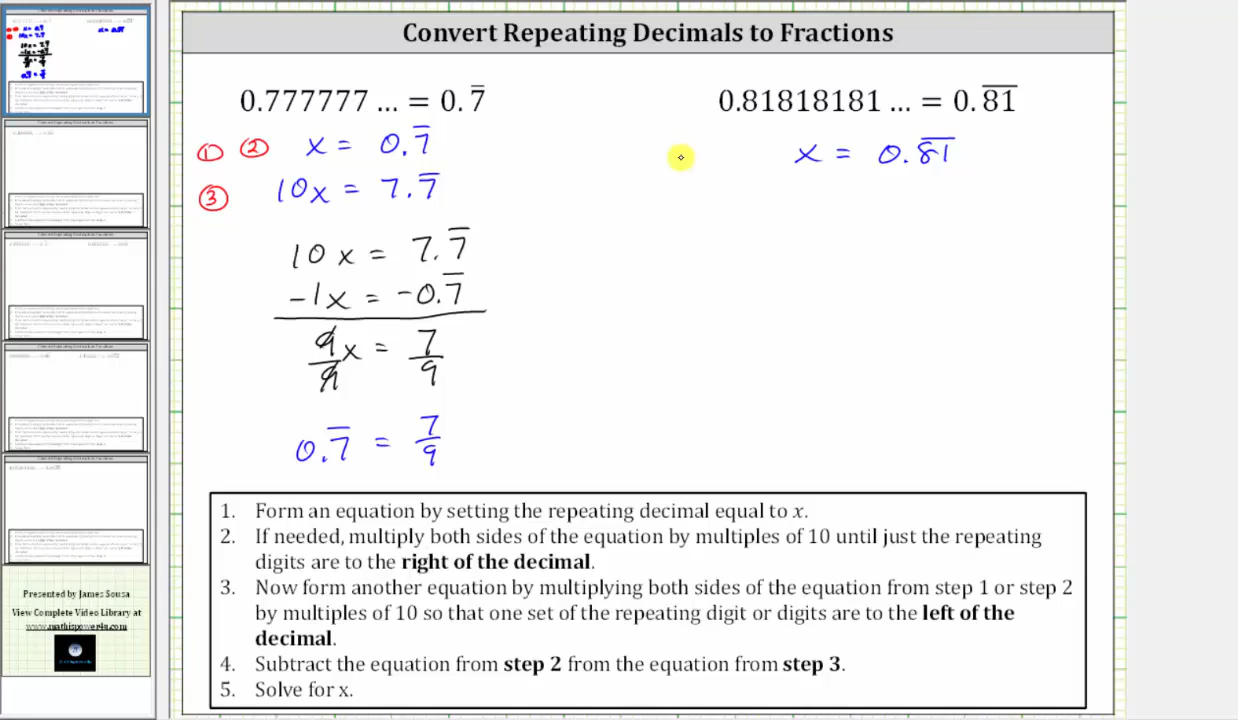 Convert Repeating Decimals to Fractions
0.777777 ... = 0.7̅
① ② x = 0.7̅
③ 10x = 7.7̅
10x = 7.7̅
-1x = -0.7̅
9/9 x = 7/9
0.7̅ = 7/9
0.81818181 ... = 0.8̅1̅
x = 0.8̅1̅
1. Form an equation by setting the repeating decimal equal to x.
2. If needed, multiply both sides of the equation by multiples of 10 until just the repeating
digits are to the right of the decimal.
3. Now form another equation by multiplying both sides of the equation from step 1 or step 2
by multiples of 10 so that one set of the repeating digit or digits are to the left of the
decimal.
4. Subtract the equation from step 2 from the equation from step 3.
5. Solve for x.
Presented by James Sousa
View Complete Video Library at
www.mathispower4u.com